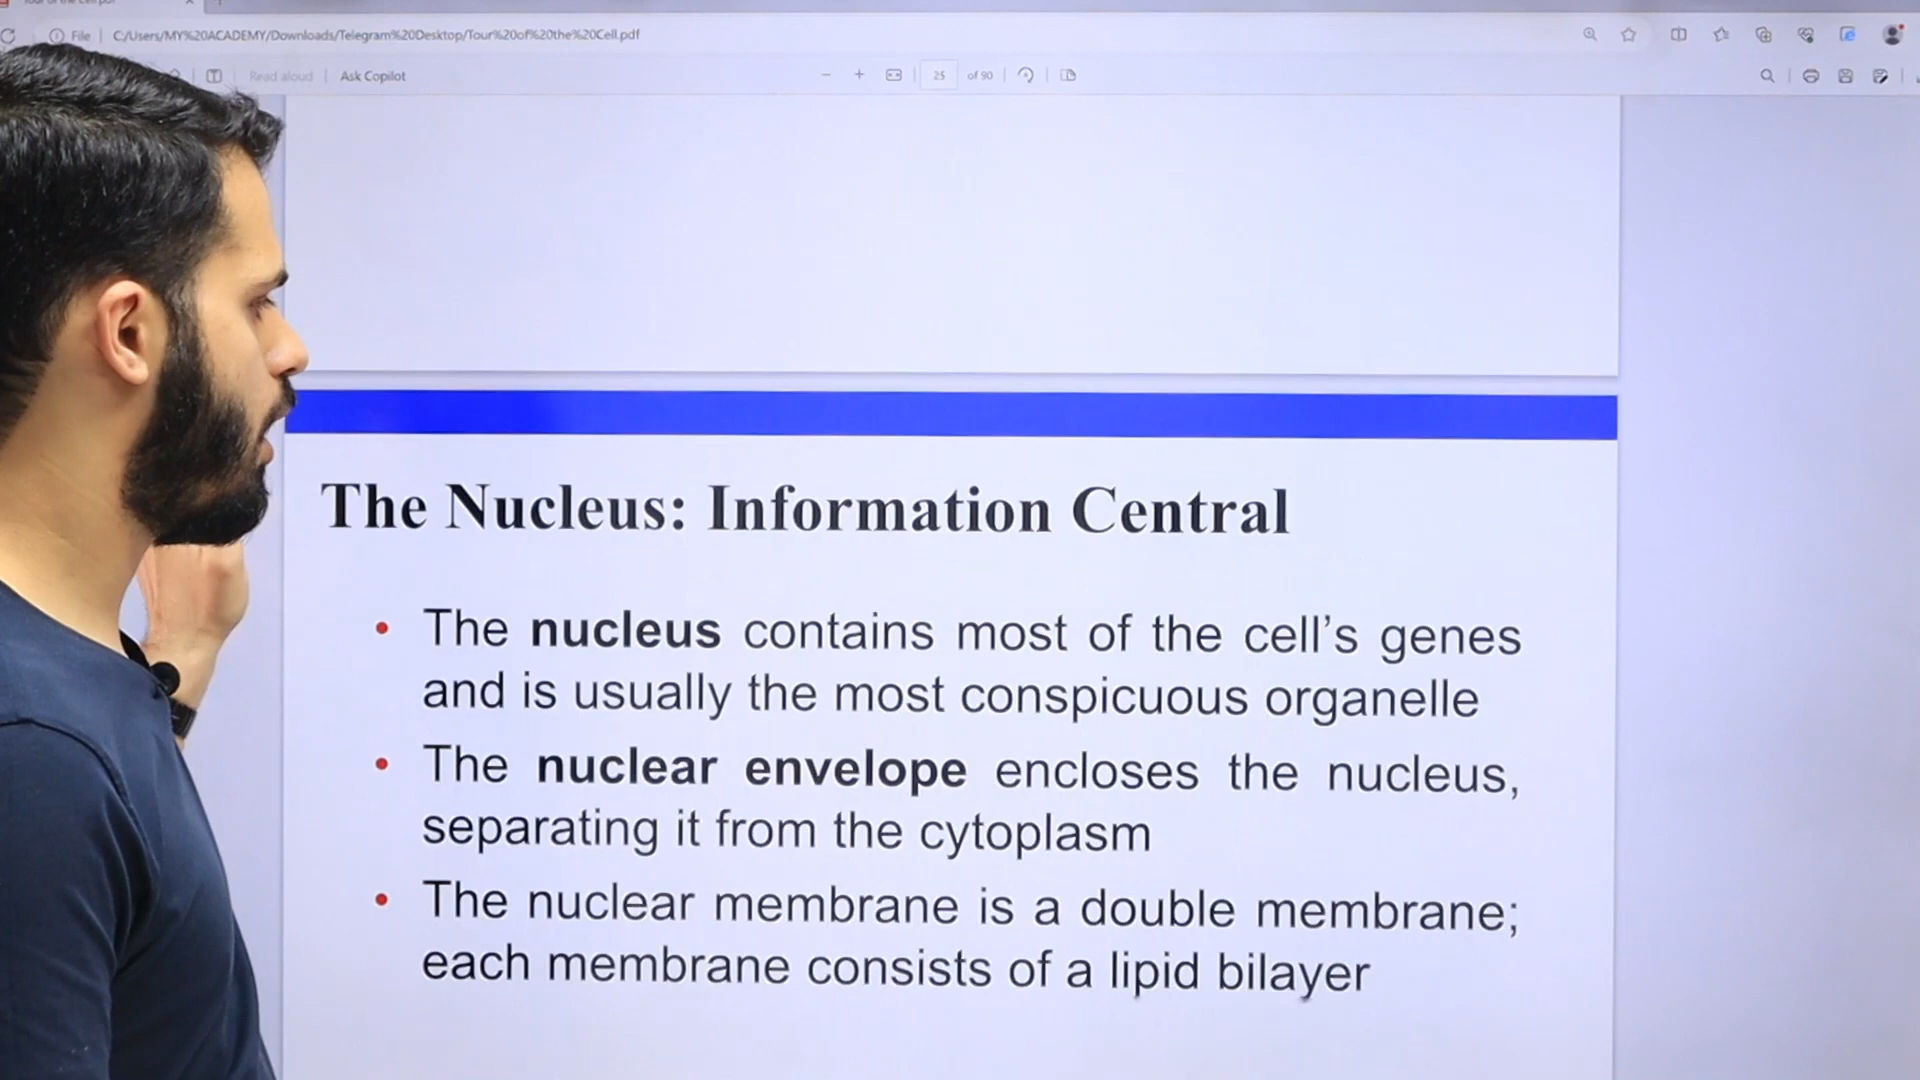 File | C:/Users/MY%20ACADEMY/Downloads/Telegram%20Desktop/Tour%20of%20the%20Cell.pdf
Read aloud | Ask Copilot − + 25 of 90
The Nucleus: Information Central
• The nucleus contains most of the cell’s genes
and is usually the most conspicuous organelle
• The nuclear envelope encloses the nucleus,
separating it from the cytoplasm
• The nuclear membrane is a double membrane;
each membrane consists of a lipid bilayer